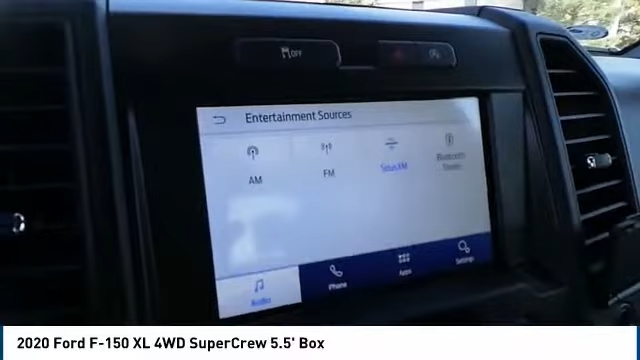 OFF
Entertainment Sources
AM
FM
SiriusXM
Bluetooth
Stereo
Audio
Phone
Apps
Settings
2020 Ford F-150 XL 4WD SuperCrew 5.5' Box